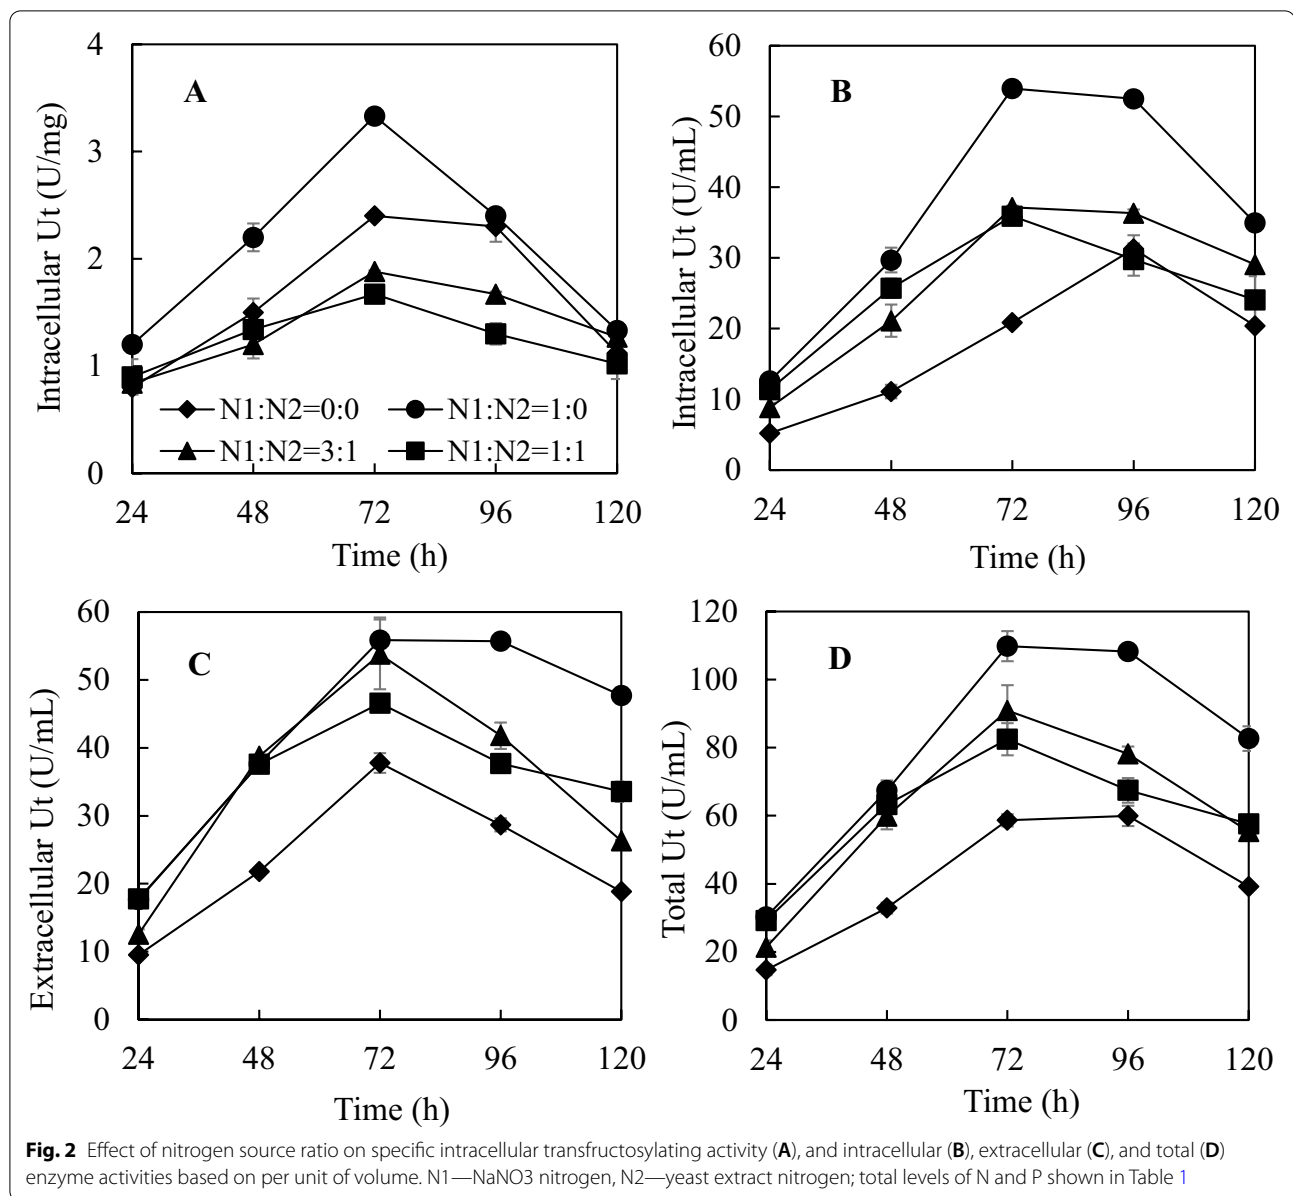 A
Intracellular Ut (U/mg)
4
3
2
1
0
N1:N2=0:0 N1:N2=1:0
N1:N2=3:1 N1:N2=1:1
24 48 72 96 120
Time (h)
B
Intracellular Ut (U/mL)
60
50
40
30
20
10
0
24 48 72 96 120
Time (h)
C
Extracellular Ut (U/mL)
60
50
40
30
20
10
0
24 48 72 96 120
Time (h)
D
Total Ut (U/mL)
120
100
80
60
40
20
0
24 48 72 96 120
Time (h)
Fig. 2 Effect of nitrogen source ratio on specific intracellular transfructosylating activity (A), and intracellular (B), extracellular (C), and total (D)
enzyme activities based on per unit of volume. N1—NaNO3 nitrogen, N2—yeast extract nitrogen; total levels of N and P shown in Table 1